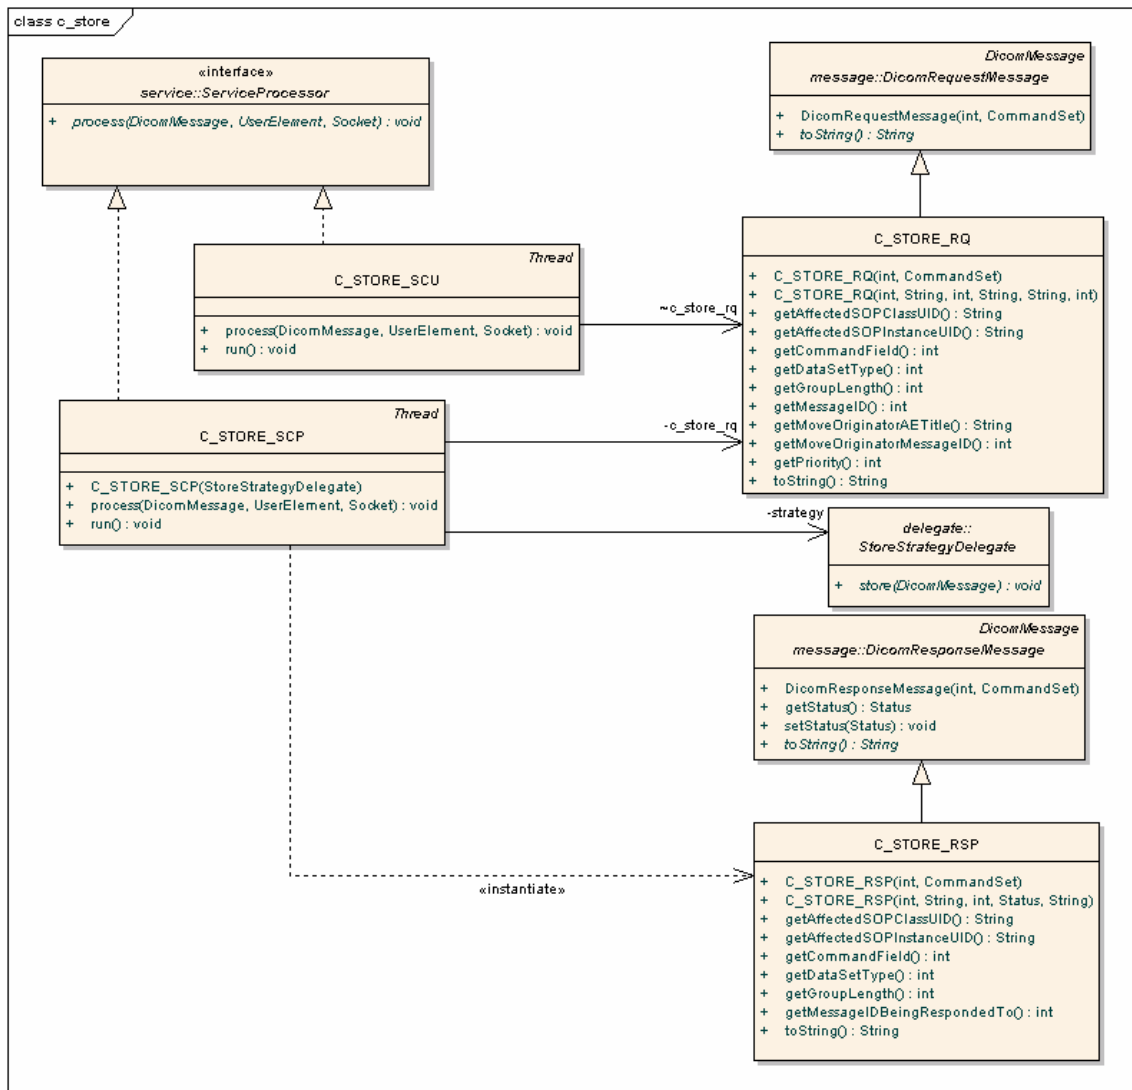 class c_store
«interface»
service::ServiceProcessor
+ process(DicomMessage, UserElement, Socket) : void
DicomMessage
message::DicomRequestMessage
+ DicomRequestMessage(int, CommandSet)
+ toString() : String
Thread
C_STORE_SCU
+ process(DicomMessage, UserElement, Socket) : void
+ run() : void
~c_store_rq
C_STORE_RQ
+ C_STORE_RQ(int, CommandSet)
+ C_STORE_RQ(int, String, int, String, String, int)
+ getAffectedSOPClassUID() : String
+ getAffectedSOPInstanceUID() : String
+ getCommandField() : int
+ getDataSetType() : int
+ getGroupLength() : int
+ getMessageID() : int
+ getMoveOriginatorAETitle() : String
+ getMoveOriginatorMessageID() : int
+ getPriority() : int
+ toString() : String
Thread
C_STORE_SCP
+ C_STORE_SCP(StoreStrategyDelegate)
+ process(DicomMessage, UserElement, Socket) : void
+ run() : void
-c_store_rq
-strategy
delegate::
StoreStrategyDelegate
+ store(DicomMessage) : void
DicomMessage
message::DicomResponseMessage
+ DicomResponseMessage(int, CommandSet)
+ getStatus() : Status
+ setStatus(Status) : void
+ toString() : String
«instantiate»
C_STORE_RSP
+ C_STORE_RSP(int, CommandSet)
+ C_STORE_RSP(int, String, int, Status, String)
+ getAffectedSOPClassUID() : String
+ getAffectedSOPInstanceUID() : String
+ getCommandField() : int
+ getDataSetType() : int
+ getGroupLength() : int
+ getMessageIDBeingRespondedTo() : int
+ toString() : String